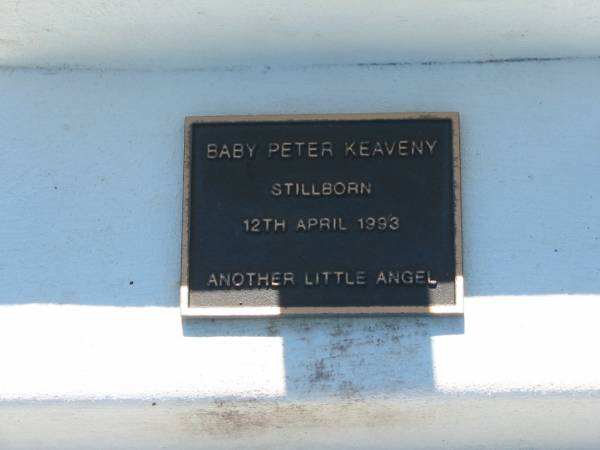 BABY PETER KEAVENY
STILLBORN
12TH APRIL 1993
ANOTHER LITTLE ANGEL